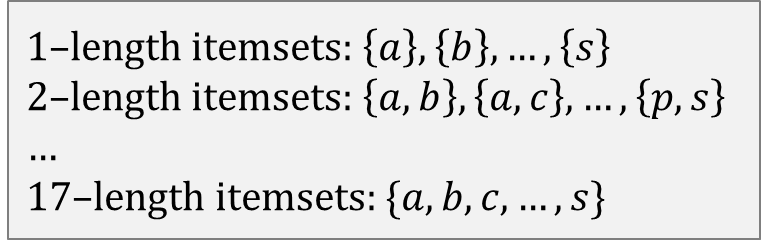 1–length itemsets: {a}, {b}, ... , {s}
2–length itemsets: {a, b}, {a, c}, ... , {p, s}
...
17–length itemsets: {a, b, c, ... , s}